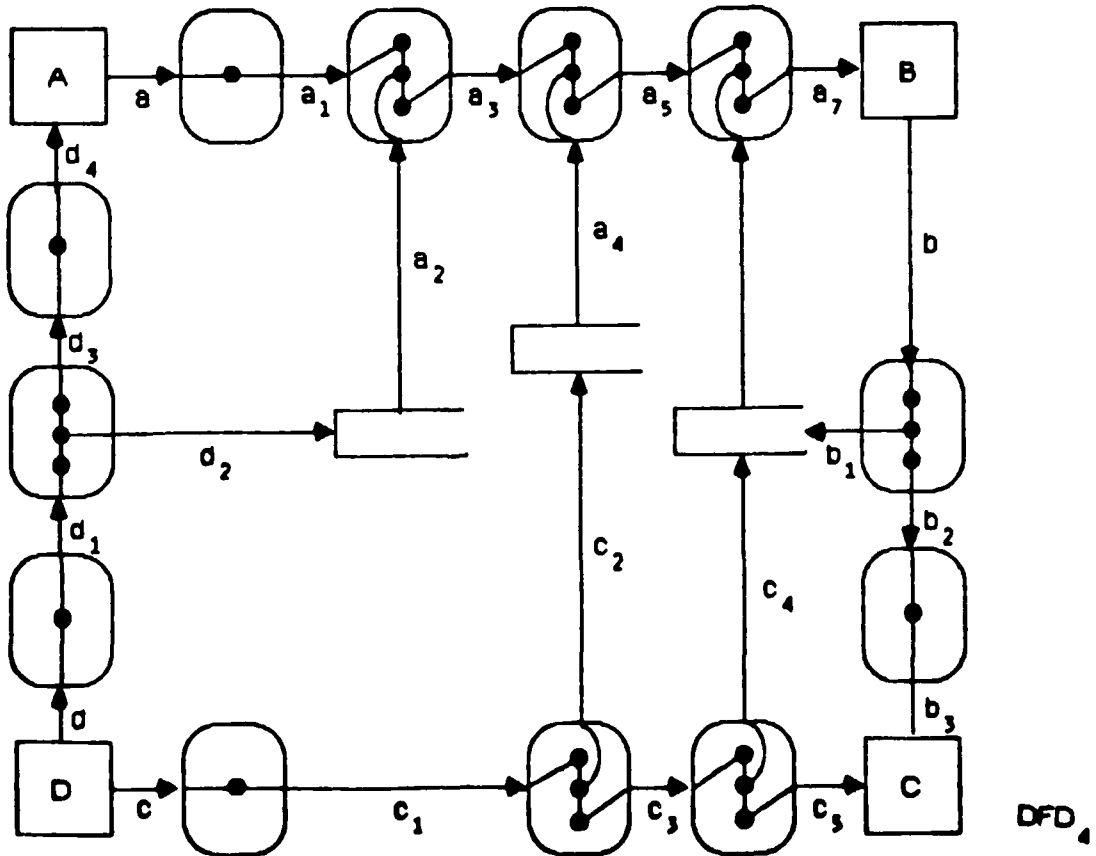 A
a
a₁
a₃
a₅
a₇
B
d₄
a₂
a₄
b
d₃
d₂
b₁
d₁
c₂
c₄
b₂
d
b₃
D
c
c₁
c₃
c₅
C
DFD₄